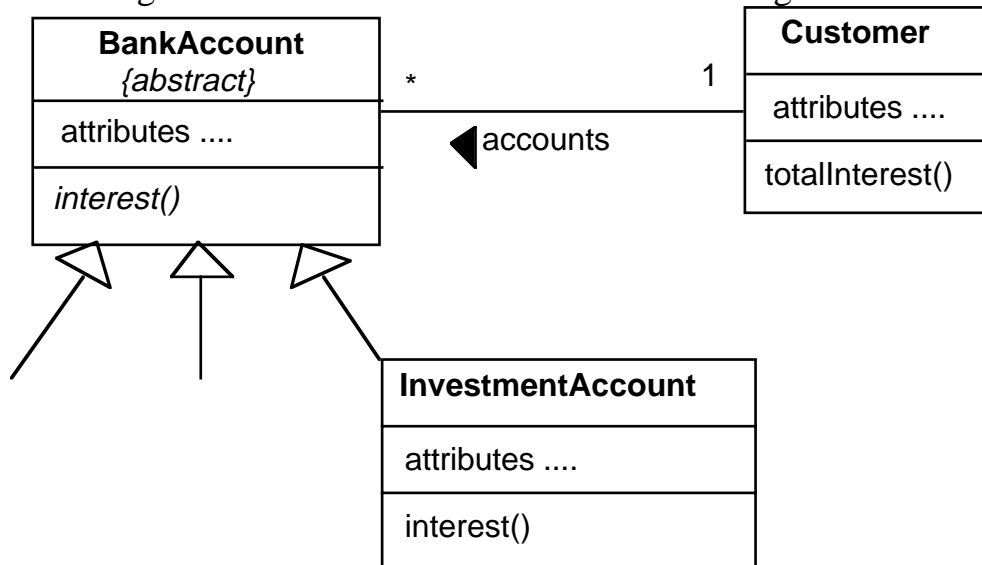 BankAccount
{abstract}
attributes ....
interest()
*
1
accounts
Customer
attributes ....
totalInterest()
InvestmentAccount
attributes ....
interest()